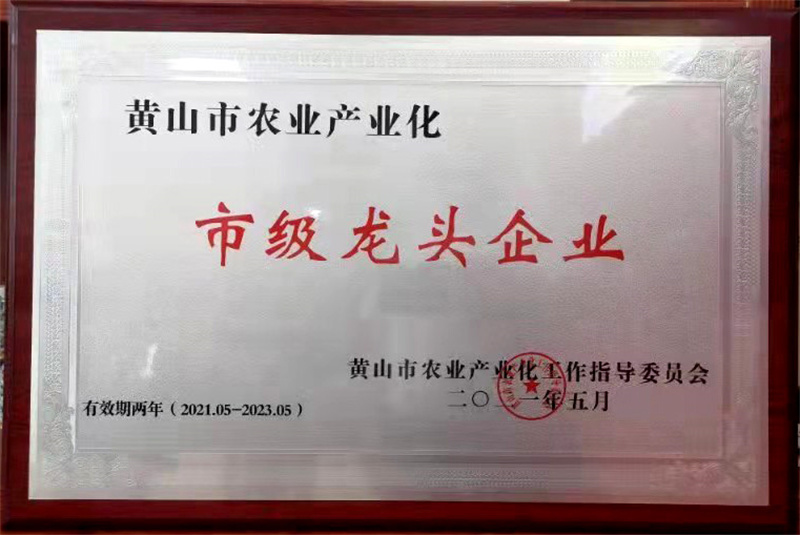 黄山市农业产业化
市级龙头企业
黄山市农业产业化工作指导委员会
二〇二一年五月
有效期两年（2021.05-2023.05）